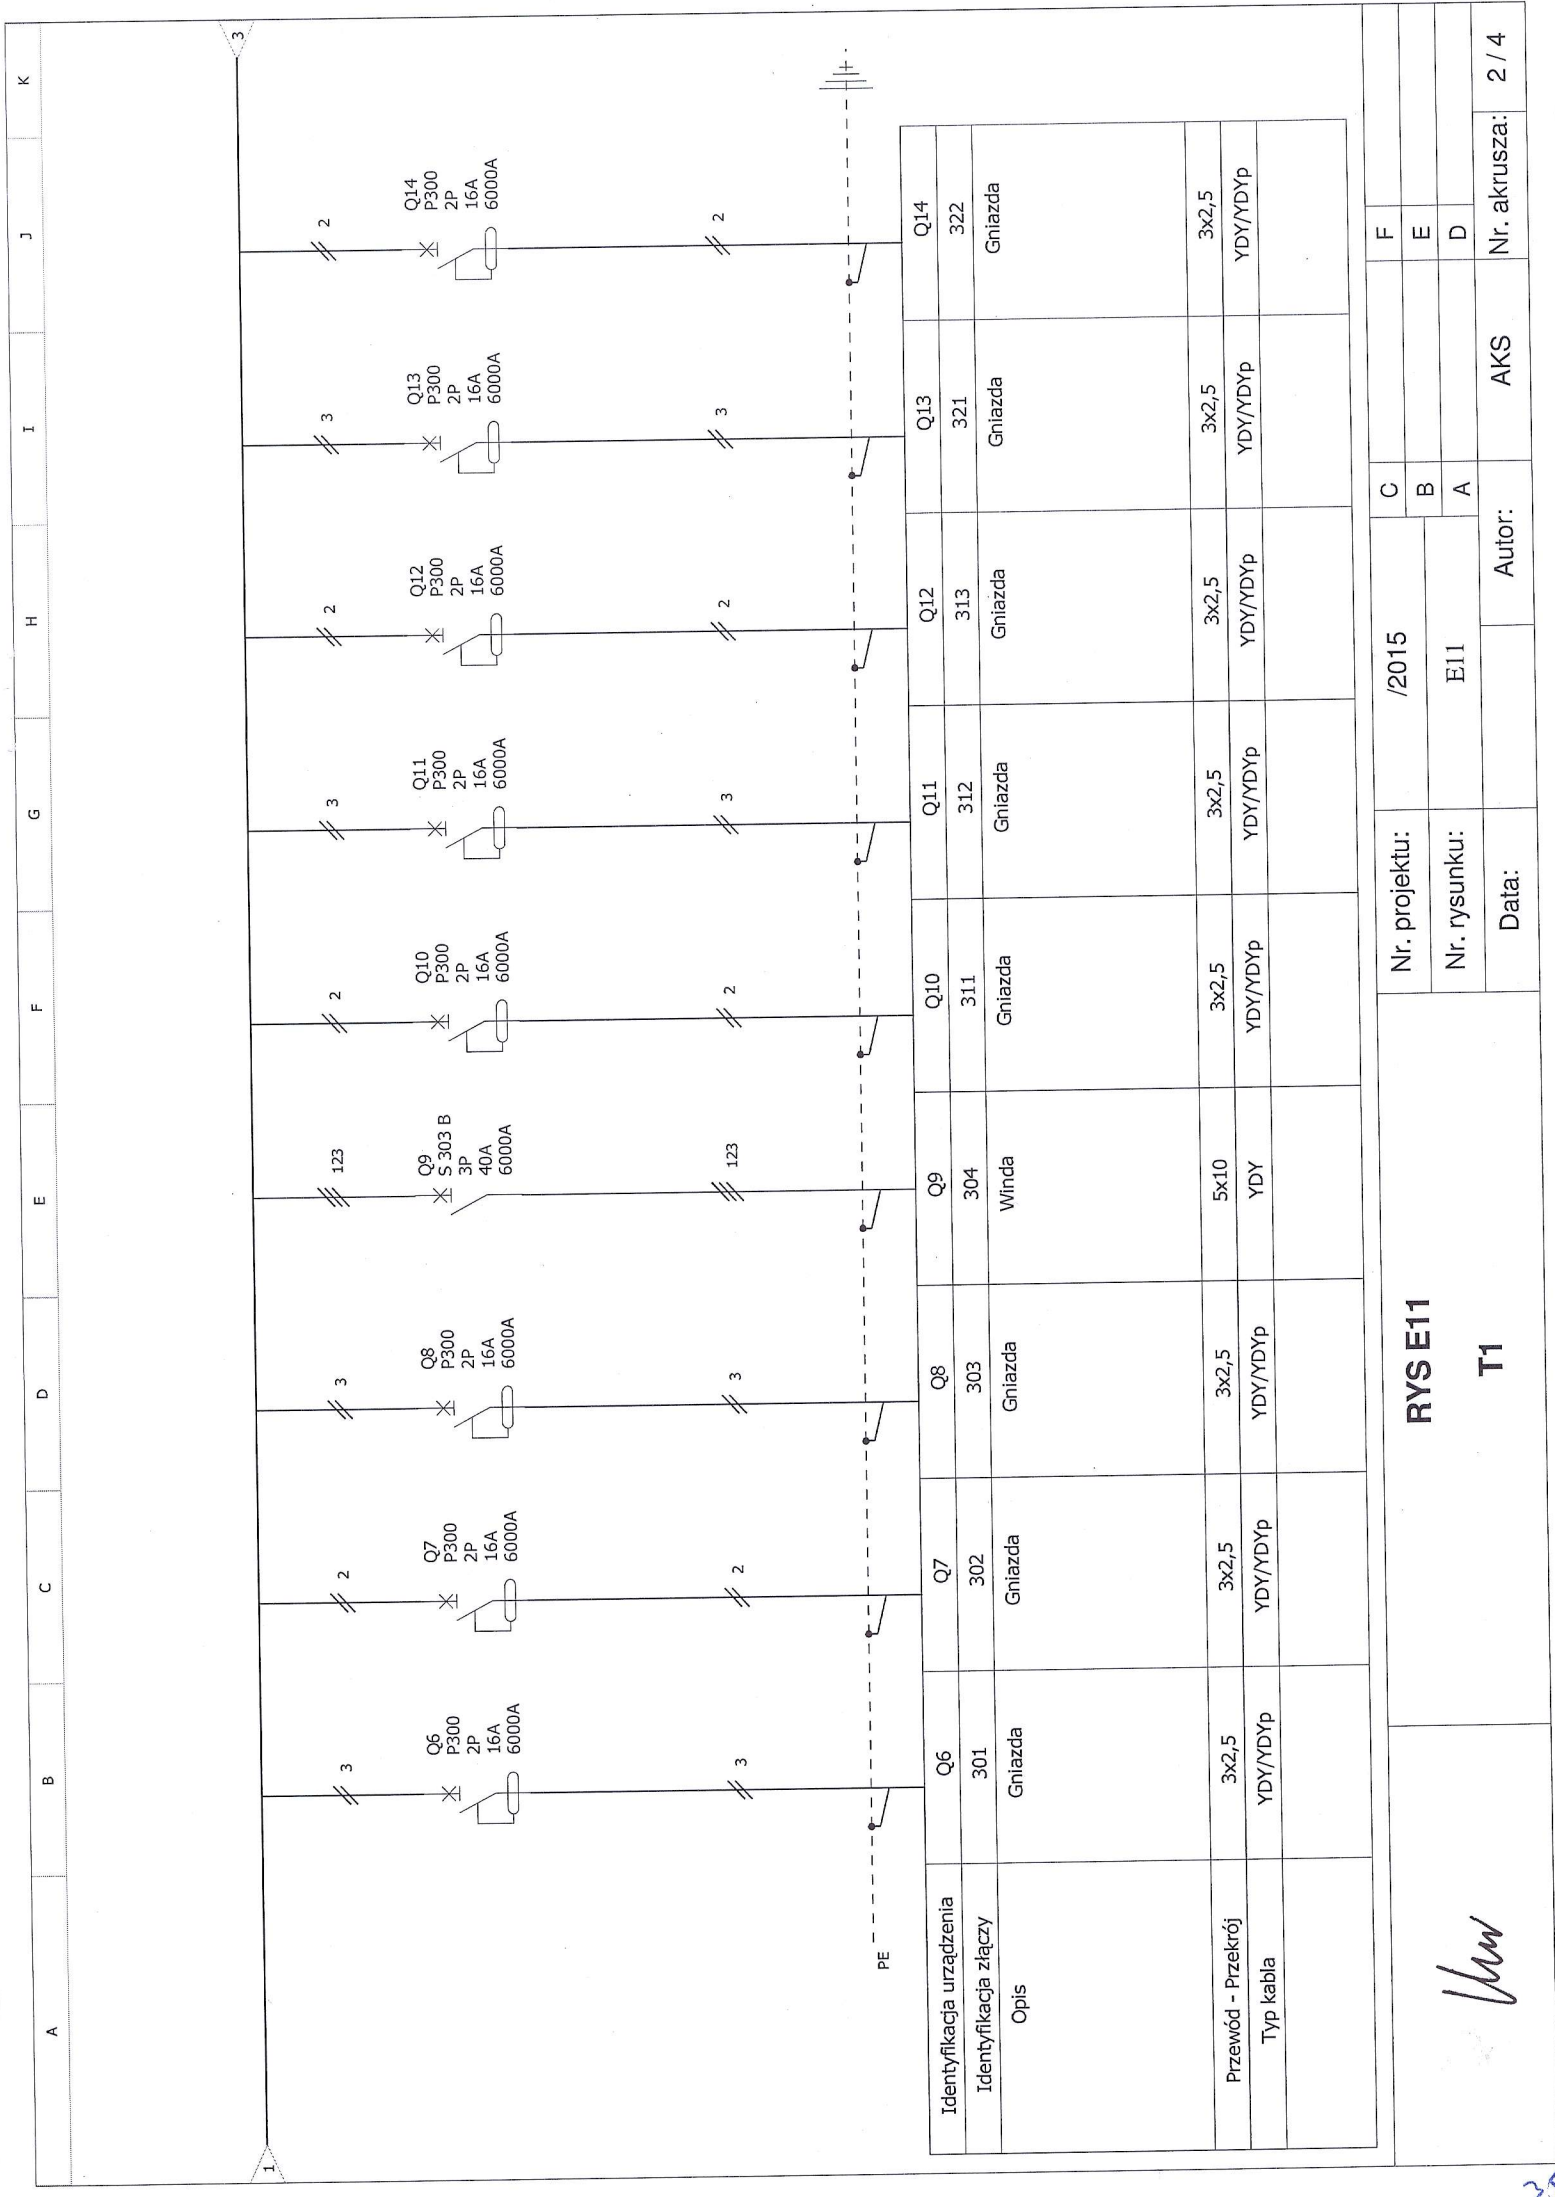 A B C D E F G H I J K
1
3
3 2 3 123 2 3 2 3 2
Q6
P300
2P
16A
6000A
Q7
P300
2P
16A
6000A
Q8
P300
2P
16A
6000A
Q9
S 303 B
3P
40A
6000A
Q10
P300
2P
16A
6000A
Q11
P300
2P
16A
6000A
Q12
P300
2P
16A
6000A
Q13
P300
2P
16A
6000A
Q14
P300
2P
16A
6000A
3 2 3 123 2 3 2 3 2
PE
Identyfikacja urządzenia Q6 Q7 Q8 Q9 Q10 Q11 Q12 Q13 Q14
Identyfikacja złączy 301 302 303 304 311 312 313 321 322
Opis Gniazda Gniazda Gniazda Winda Gniazda Gniazda Gniazda Gniazda Gniazda
Przewód - Przekrój 3x2,5 3x2,5 3x2,5 5x10 3x2,5 3x2,5 3x2,5 3x2,5 3x2,5
Typ kabla YDY/YDYp YDY/YDYp YDY/YDYp YDY YDY/YDYp YDY/YDYp YDY/YDYp YDY/YDYp YDY/YDYp
RYS E11
T1
Nr. projektu: /2015 C F
B E
Nr. rysunku: E11 A D
Data: Autor: AKS Nr. akrusza: 2 / 4